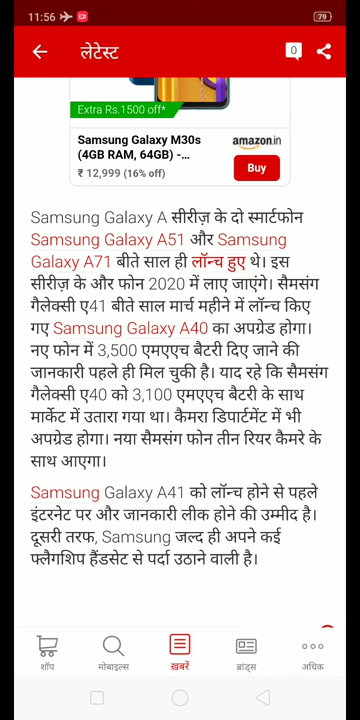 11:56
79
लेटेस्ट
0
Extra Rs.1500 off*
Samsung Galaxy M30s
(4GB RAM, 64GB) -...
₹ 12,999 (16% off)
amazon.in
Buy
Samsung Galaxy A सीरीज़ के दो स्मार्टफोन
Samsung Galaxy A51 और Samsung
Galaxy A71 बीते साल ही लॉन्च हुए थे। इस
सीरीज़ के और फोन 2020 में लाए जाएंगे। सैमसंग
गैलेक्सी ए41 बीते साल मार्च महीने में लॉन्च किए
गए Samsung Galaxy A40 का अपग्रेड होगा।
नए फोन में 3,500 एमएएच बैटरी दिए जाने की
जानकारी पहले ही मिल चुकी है। याद रहे कि सैमसंग
गैलेक्सी ए40 को 3,100 एमएएच बैटरी के साथ
मार्केट में उतारा गया था। कैमरा डिपार्टमेंट में भी
अपग्रेड होगा। नया सैमसंग फोन तीन रियर कैमरे के
साथ आएगा।
Samsung Galaxy A41 को लॉन्च होने से पहले
इंटरनेट पर और जानकारी लीक होने की उम्मीद है।
दूसरी तरफ, Samsung जल्द ही अपने कई
फ्लैगशिप हैंडसेट से पर्दा उठाने वाली है।
शॉप
मोबाइल्स
ख़बरें
ब्रांड्स
अधिक